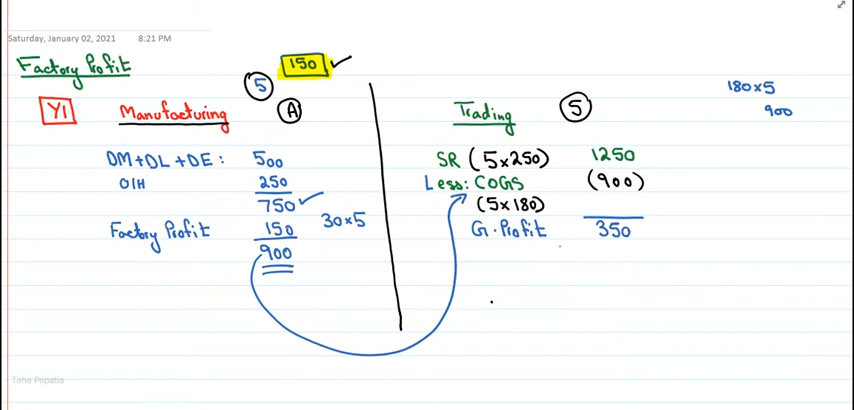 Saturday, January 02, 2021 8:21 PM
Factory Profit
150 ✓
5
Y1 Manufacturing A
DM+DL+DE: 500
O/H 250
750 ✓
Factory Profit 150 30x5
900
Trading 5
SR (5x250) 1250
Less: COGS (900)
(5x180)
G.Profit 350
180x5
900
Taha Popatia